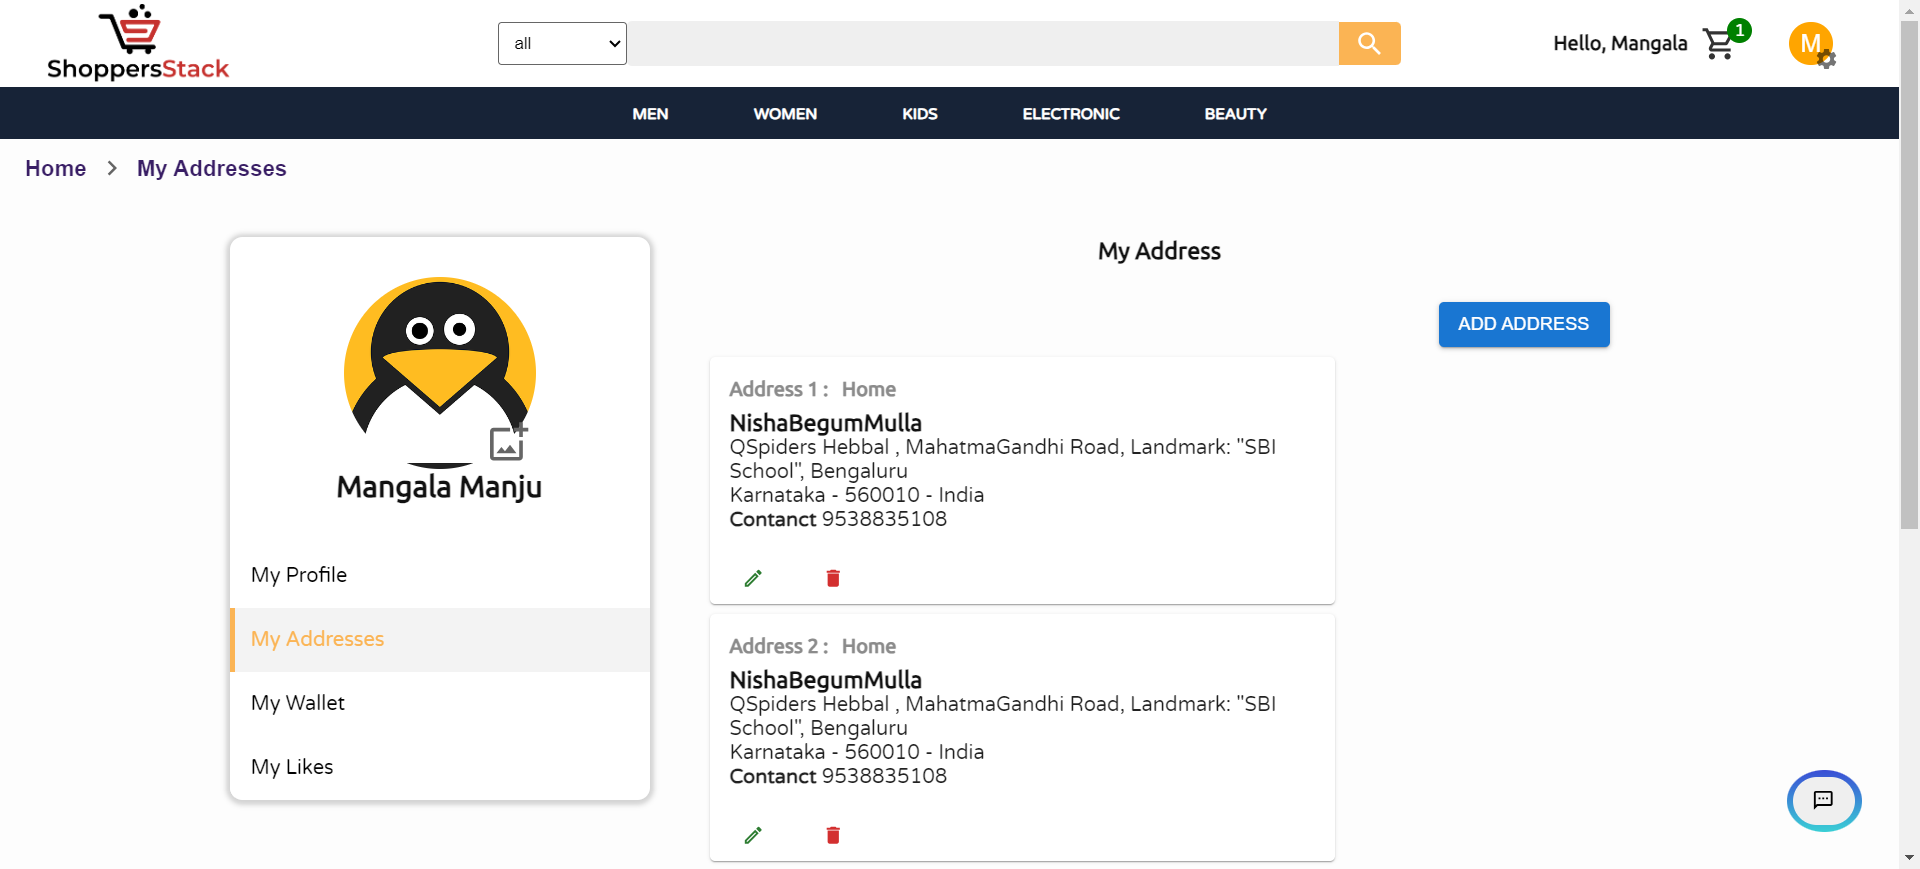 ShoppersStack
all
Hello, Mangala
1
M
MEN
WOMEN
KIDS
ELECTRONIC
BEAUTY
Home
My Addresses
Mangala Manju
My Profile
My Addresses
My Wallet
My Likes
My Address
ADD ADDRESS
Address 1 : Home
NishaBegumMulla
QSpiders Hebbal , MahatmaGandhi Road, Landmark: "SBI
School", Bengaluru
Karnataka - 560010 - India
Contanct 9538835108
Address 2 : Home
NishaBegumMulla
QSpiders Hebbal , MahatmaGandhi Road, Landmark: "SBI
School", Bengaluru
Karnataka - 560010 - India
Contanct 9538835108